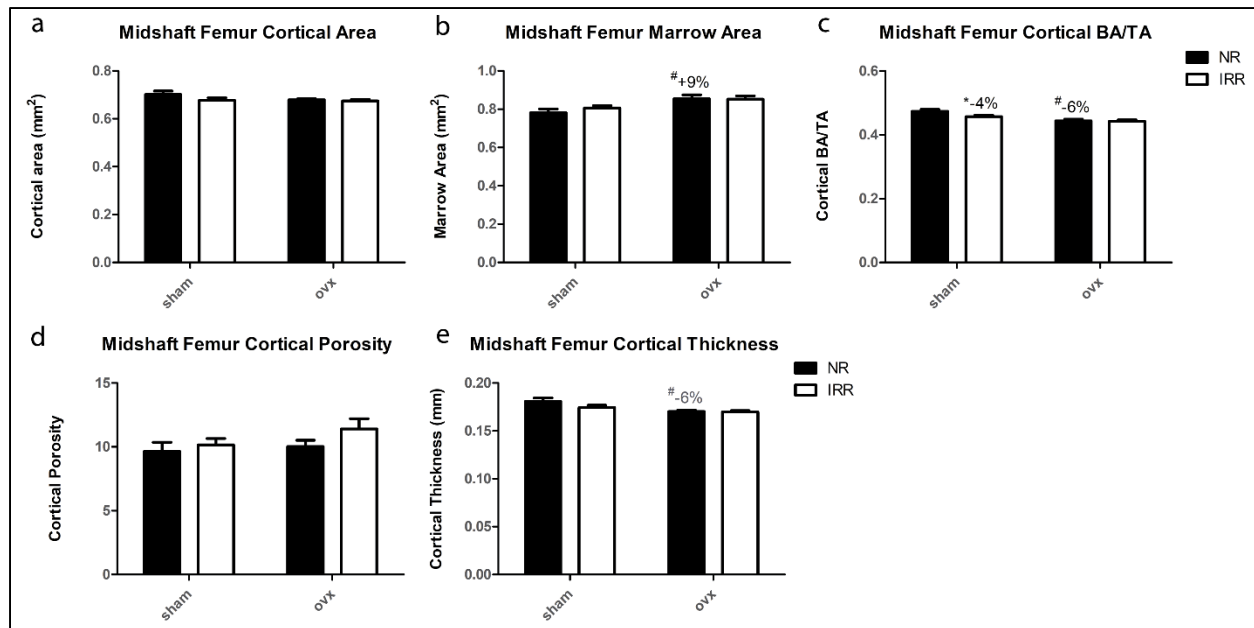 a
Midshaft Femur Cortical Area
Cortical area (mm²)
0.8
0.6
0.4
0.2
0.0
sham
ovx
b
Midshaft Femur Marrow Area
Marrow Area (mm²)
1.0
0.8
0.6
0.4
0.2
0.0
#+9%
sham
ovx
c
Midshaft Femur Cortical BA/TA
Cortical BA/TA
0.6
0.4
0.2
0.0
*-4%
#-6%
sham
ovx
NR
IRR
d
Midshaft Femur Cortical Porosity
Cortical Porosity
15
10
5
0
sham
ovx
e
Midshaft Femur Cortical Thickness
Cortical Thickness (mm)
0.20
0.15
0.10
0.05
0.00
#-6%
sham
ovx
NR
IRR